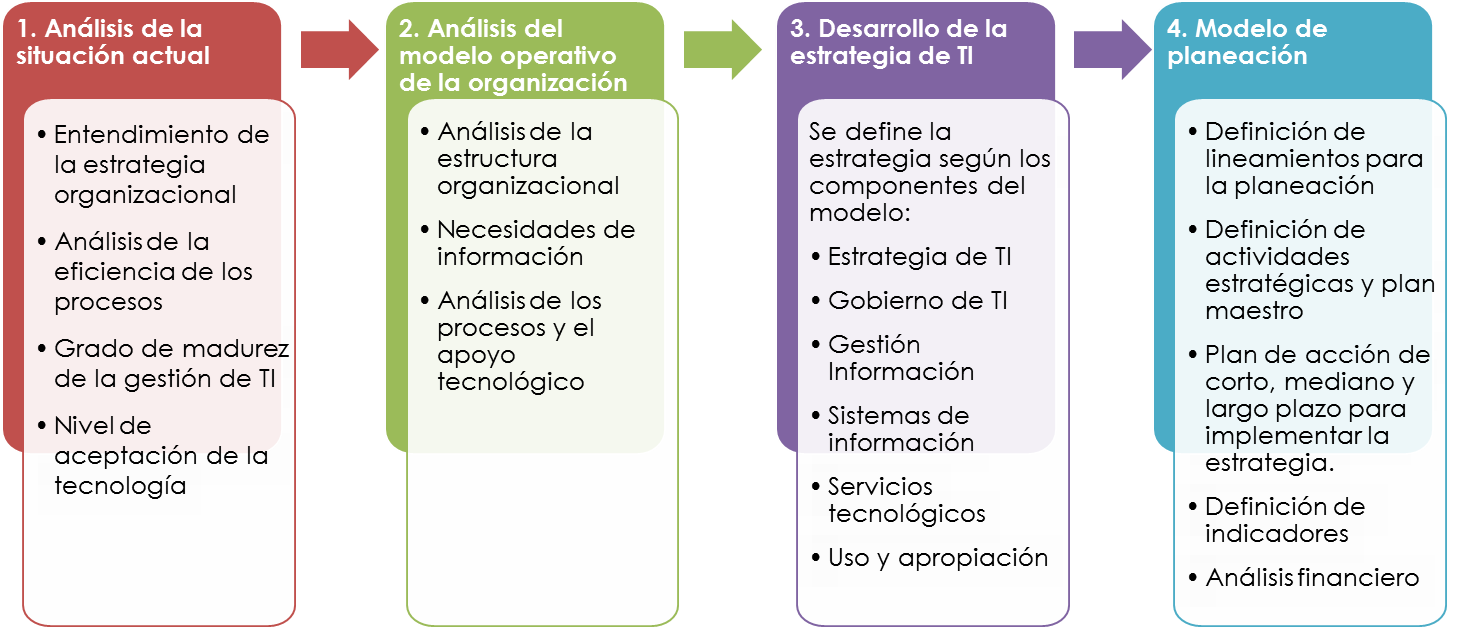 1. Análisis de la
situación actual
• Entendimiento de
la estrategia
organizacional
• Análisis de la
eficiencia de los
procesos
• Grado de madurez
de la gestión de TI
• Nivel de
aceptación de la
tecnología
2. Análisis del
modelo operativo
de la organización
• Análisis de la
estructura
organizacional
• Necesidades de
información
• Análisis de los
procesos y el
apoyo
tecnológico
3. Desarrollo de la
estrategia de TI
Se define la
estrategia según los
componentes del
modelo:
• Estrategia de TI
• Gobierno de TI
• Gestión
Información
• Sistemas de
información
• Servicios
tecnológicos
• Uso y apropiación
4. Modelo de
planeación
• Definición de
lineamientos para
la planeación
• Definición de
actividades
estratégicas y plan
maestro
• Plan de acción de
corto, mediano y
largo plazo para
implementar la
estrategia.
• Definición de
indicadores
• Análisis financiero